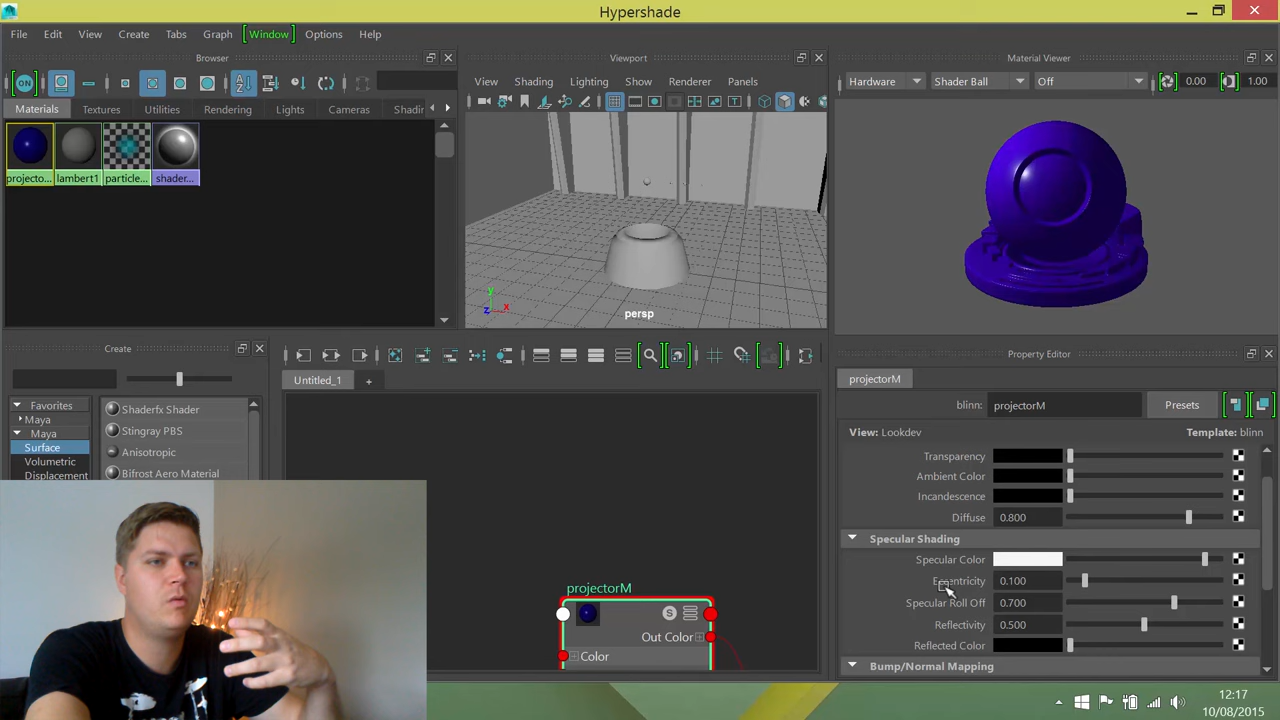 Hypershade
File Edit View Create Tabs Graph [Window] Options Help
Browser
ON
Materials Textures Utilities Rendering Lights Cameras Shadi
projecto... lambert1 particle... shader...
Viewport
View Shading Lighting Show Renderer Panels
y
z x
persp
Material Viewer
Hardware Shader Ball Off 0.00 1.00
Create
Favorites
Maya
Maya
Surface
Volumetric
Displacement
Shaderfx Shader
Stingray PBS
Anisotropic
Bifrost Aero Material
Untitled_1 +
projectorM
S
Out Color
Color
Property Editor
projectorM
blinn: projectorM Presets
View: Lookdev Template: blinn
Transparency
Ambient Color
Incandescence
Diffuse 0.800
Specular Shading
Specular Color
Eccentricity 0.100
Specular Roll Off 0.700
Reflectivity 0.500
Reflected Color
Bump/Normal Mapping
12:17
10/08/2015